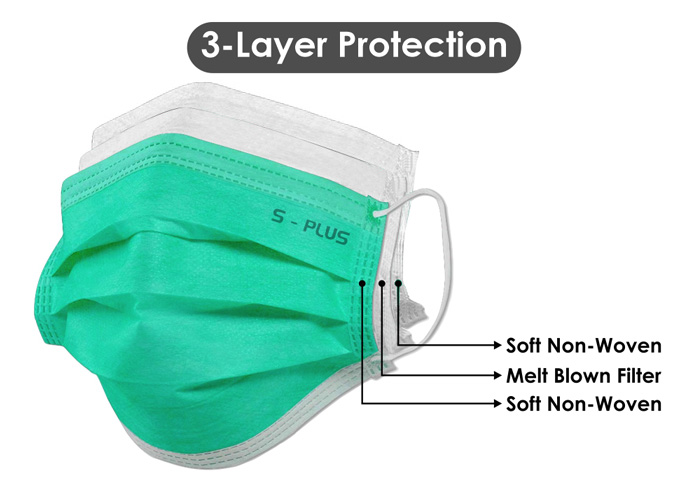 3-Layer Protection
S - PLUS
Soft Non-Woven
Melt Blown Filter
Soft Non-Woven